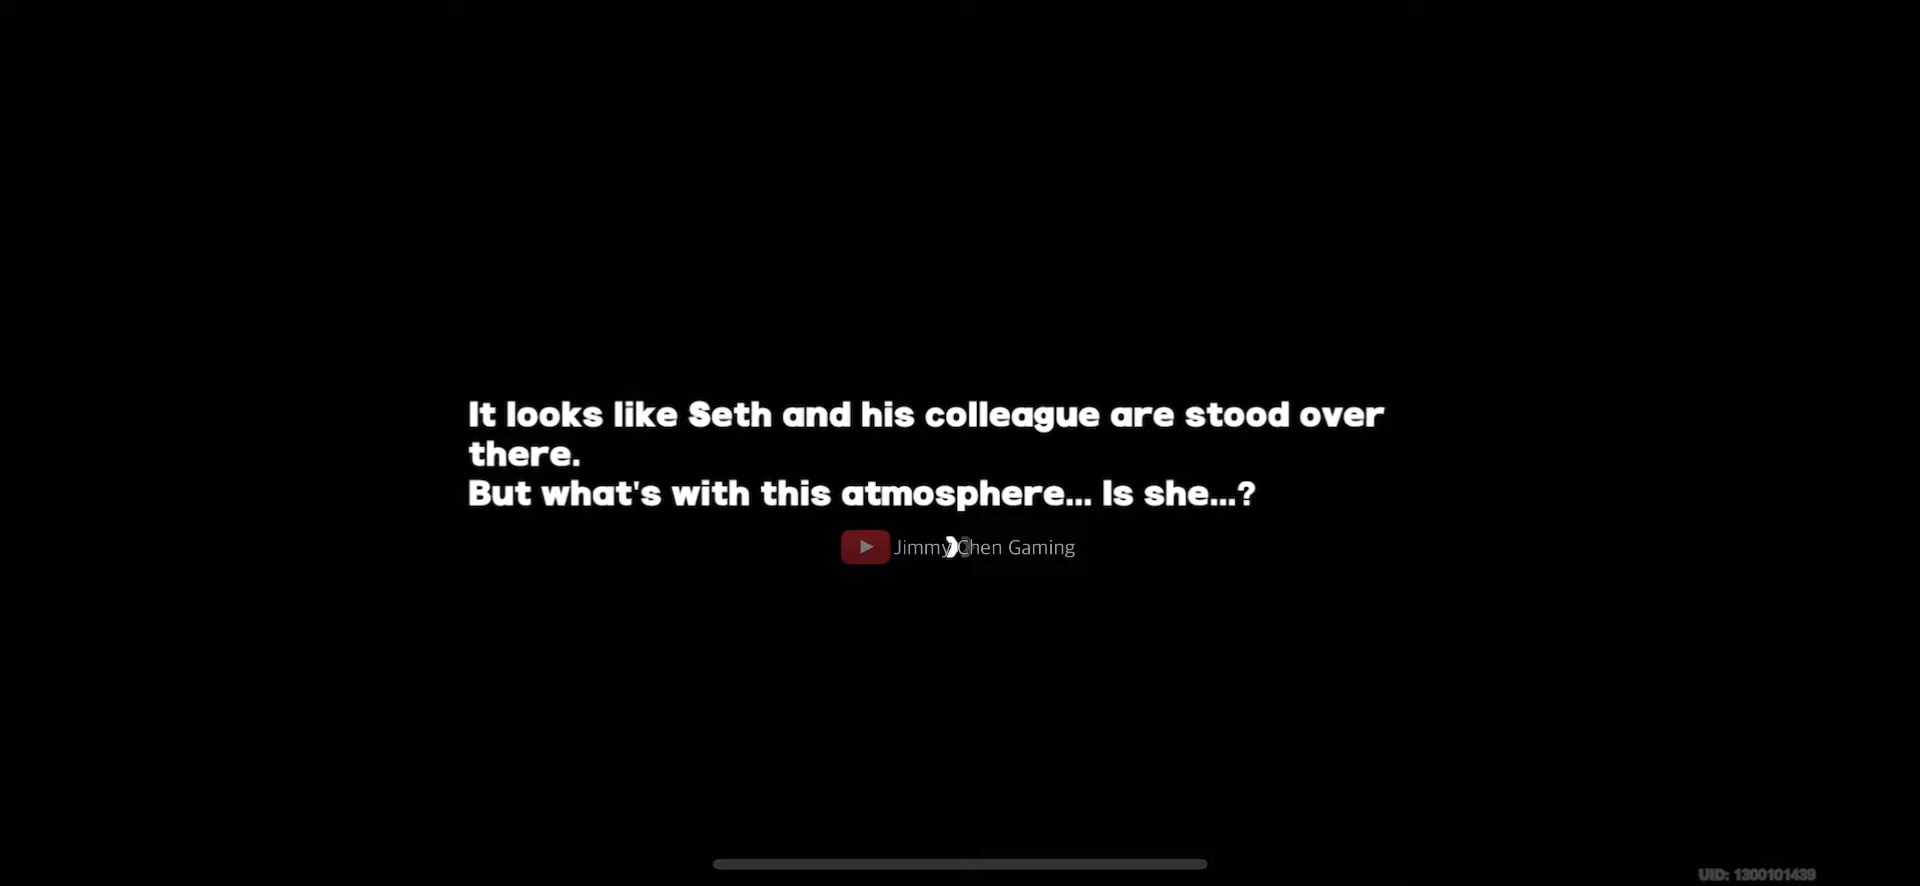 It looks like Seth and his colleague are stood over
there.
But what's with this atmosphere... Is she...?
Jimmy Chen Gaming
UID: 1300101439